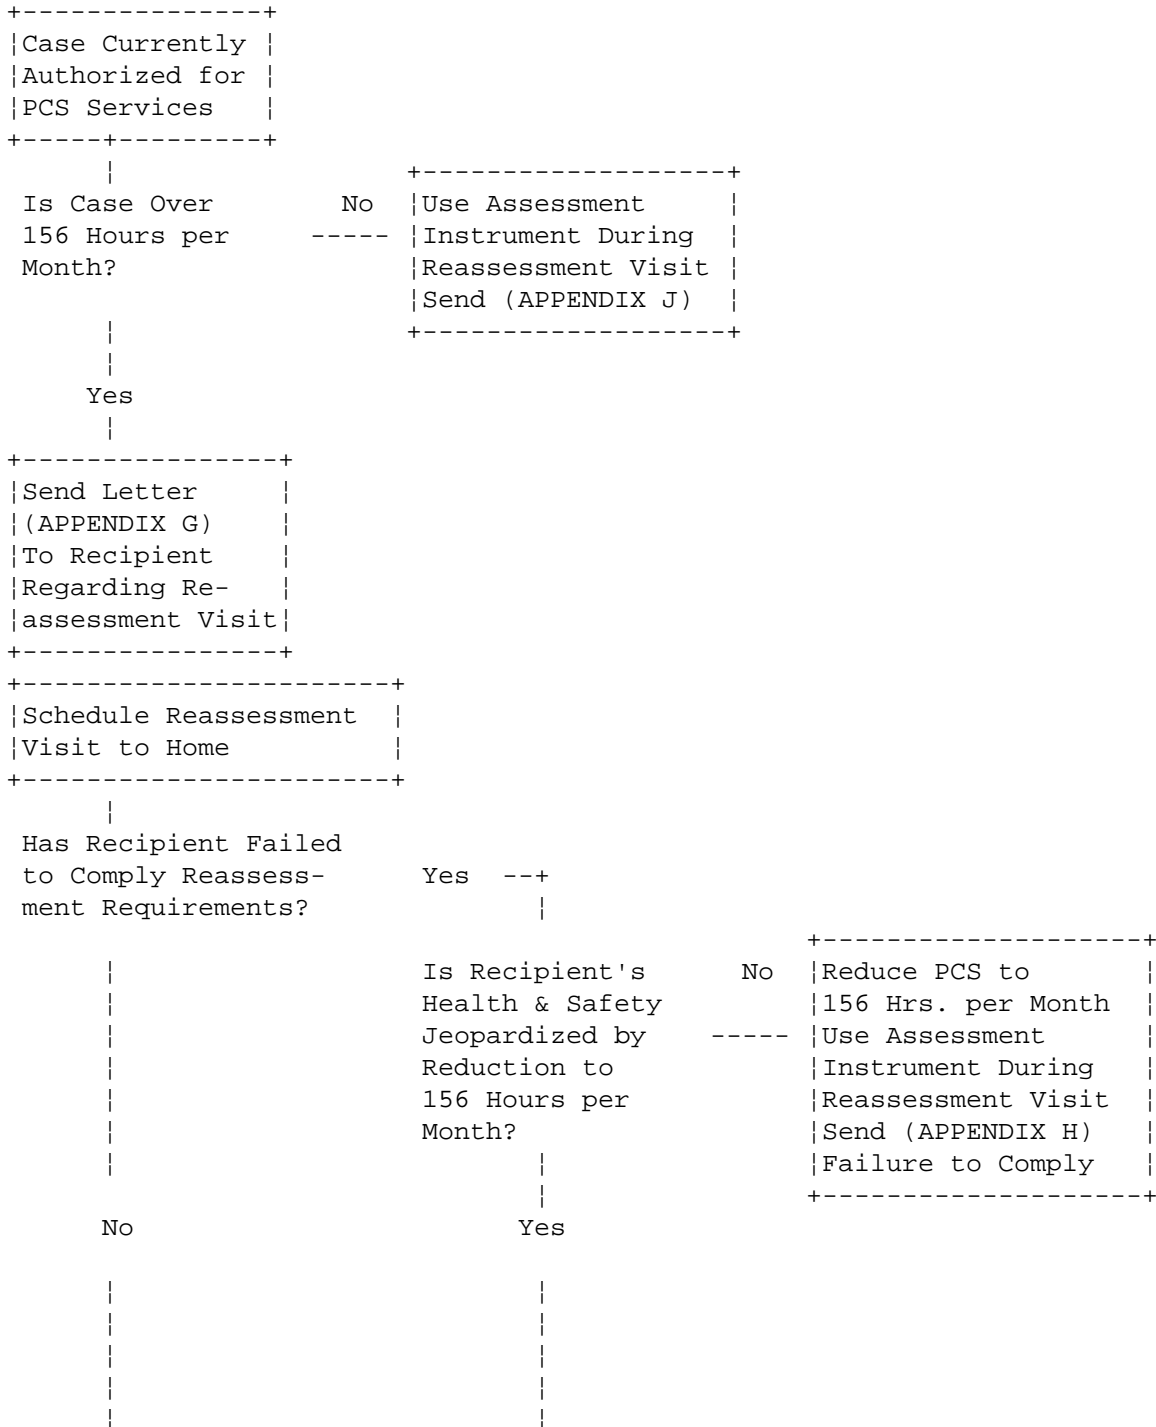 Case Currently
Authorized for
PCS Services
Is Case Over
156 Hours per
Month?
No
Use Assessment
Instrument During
Reassessment Visit
Send (APPENDIX J)
Yes
Send Letter
(APPENDIX G)
To Recipient
Regarding Re-
assessment Visit
Schedule Reassessment
Visit to Home
Has Recipient Failed
to Comply Reassess-
ment Requirements?
Yes
Is Recipient's
Health & Safety
Jeopardized by
Reduction to
156 Hours per
Month?
No
Reduce PCS to
156 Hrs. per Month
Use Assessment
Instrument During
Reassessment Visit
Send (APPENDIX H)
Failure to Comply
No
Yes